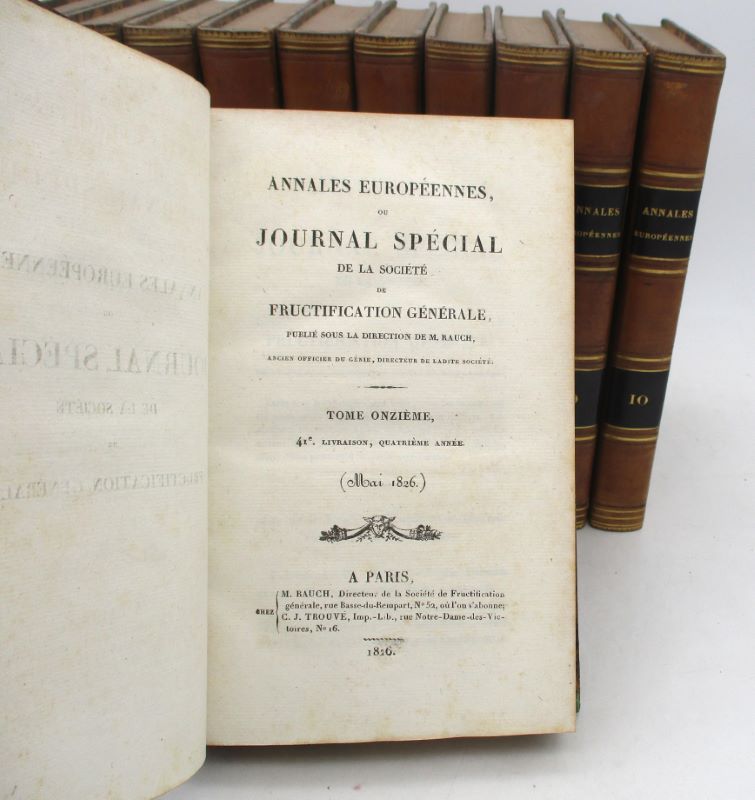 ANNALES EUROPÉENNES,
OU
JOURNAL SPÉCIAL
DE LA SOCIÉTÉ
DE
FRUCTIFICATION GÉNÉRALE,
PUBLIÉ SOUS LA DIRECTION DE M. RAUCH,
ANCIEN OFFICIER DU GÉNIE, DIRECTEUR DE LADITE SOCIÉTÉ.
TOME ONZIÈME,
41e. LIVRAISON, QUATRIÈME ANNÉE.
(Mai 1826.)
A PARIS,
CHEZ
M. RAUCH, Directeur de la Société de Fructification
générale, rue Basse-du-Rempart, No 52, où l'on s'abonne;
C. J. TROUVÉ, Imp.-Lib., rue Notre-Dame-des-Vic-
toires, No 16.
1826.
NNALES
ROPÉENNES
ANNALES
EUROPÉENNES
10